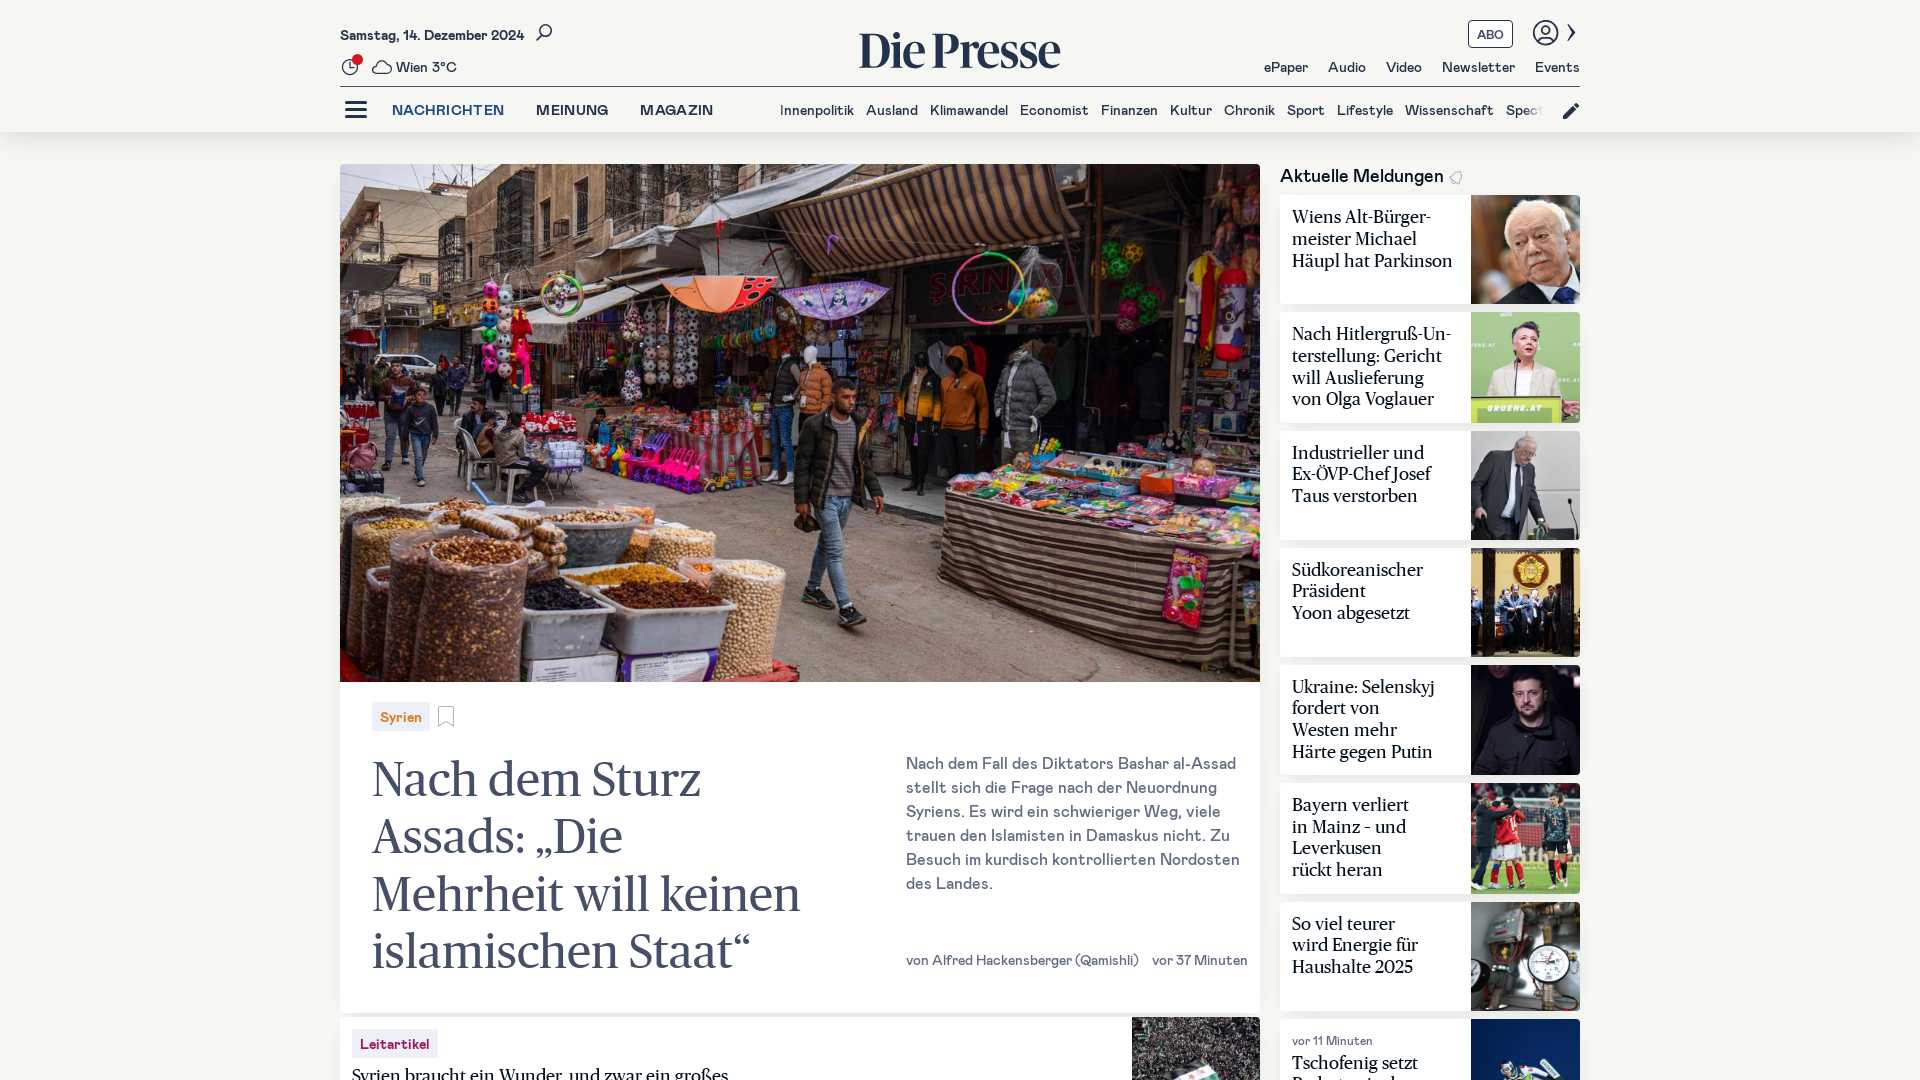 Samstag, 14. Dezember 2024
Wien 3°C
Die Presse
ABO
ePaper Audio Video Newsletter Events
NACHRICHTEN MEINUNG MAGAZIN
Innenpolitik Ausland Klimawandel Economist Finanzen Kultur Chronik Sport Lifestyle Wissenschaft Spect
Syrien
Nach dem Sturz
Assads: „Die
Mehrheit will keinen
islamischen Staat“
Nach dem Fall des Diktators Bashar al-Assad
stellt sich die Frage nach der Neuordnung
Syriens. Es wird ein schwieriger Weg, viele
trauen den Islamisten in Damaskus nicht. Zu
Besuch im kurdisch kontrollierten Nordosten
des Landes.
von Alfred Hackensberger (Qamishli) vor 37 Minuten
Leitartikel
Syrien braucht ein Wunder, und zwar ein großes
Aktuelle Meldungen
Wiens Alt-Bürger-
meister Michael
Häupl hat Parkinson
Nach Hitlergruß-Un-
terstellung: Gericht
will Auslieferung
von Olga Voglauer
GRUENE.AT
Industrieller und
Ex-ÖVP-Chef Josef
Taus verstorben
Südkoreanischer
Präsident
Yoon abgesetzt
Ukraine: Selenskyj
fordert von
Westen mehr
Härte gegen Putin
Bayern verliert
in Mainz – und
Leverkusen
rückt heran
So viel teurer
wird Energie für
Haushalte 2025
vor 11 Minuten
Tschofenig setzt